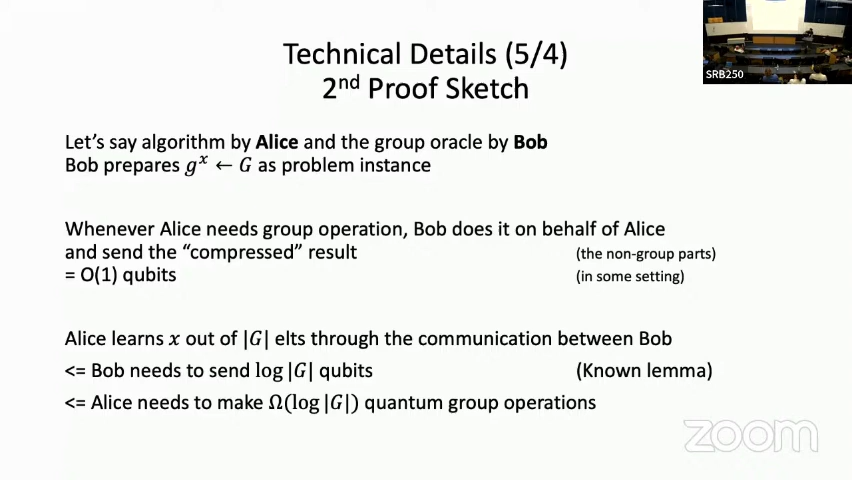 Technical Details (5/4)
2nd Proof Sketch
SRB250
Let's say algorithm by Alice and the group oracle by Bob
Bob prepares g^x ← G as problem instance
Whenever Alice needs group operation, Bob does it on behalf of Alice
and send the "compressed" result (the non-group parts)
= O(1) qubits (in some setting)
Alice learns x out of |G| elts through the communication between Bob
<= Bob needs to send log |G| qubits (Known lemma)
<= Alice needs to make Ω(log |G|) quantum group operations
zoom